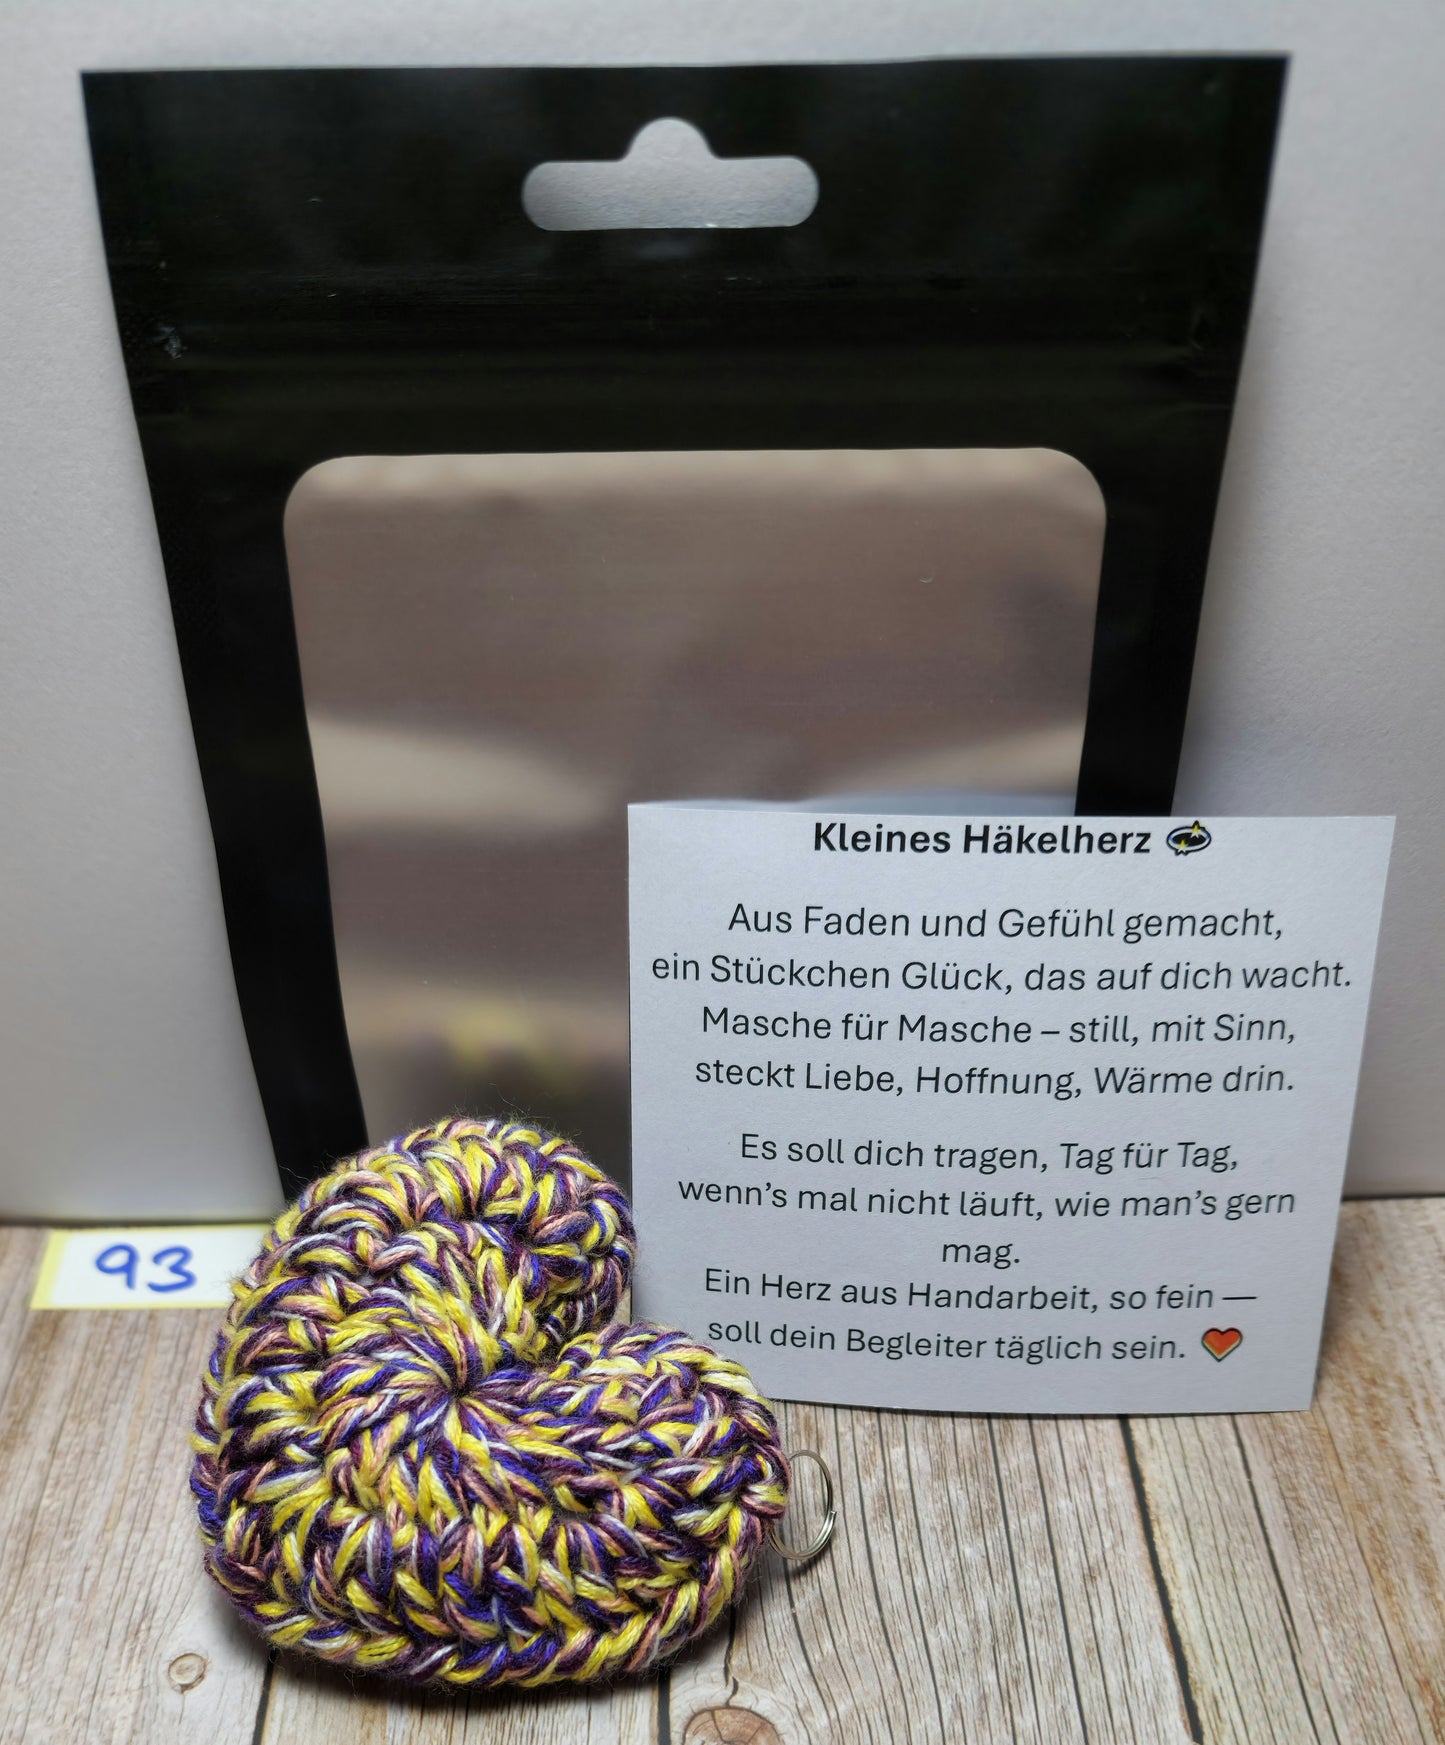 Kleines Häkelherz 💫
Aus Faden und Gefühl gemacht,
ein Stückchen Glück, das auf dich wacht.
Masche für Masche – still, mit Sinn,
steckt Liebe, Hoffnung, Wärme drin.
Es soll dich tragen, Tag für Tag,
wenn’s mal nicht läuft, wie man’s gern
mag.
Ein Herz aus Handarbeit, so fein —
soll dein Begleiter täglich sein. ❤️
93